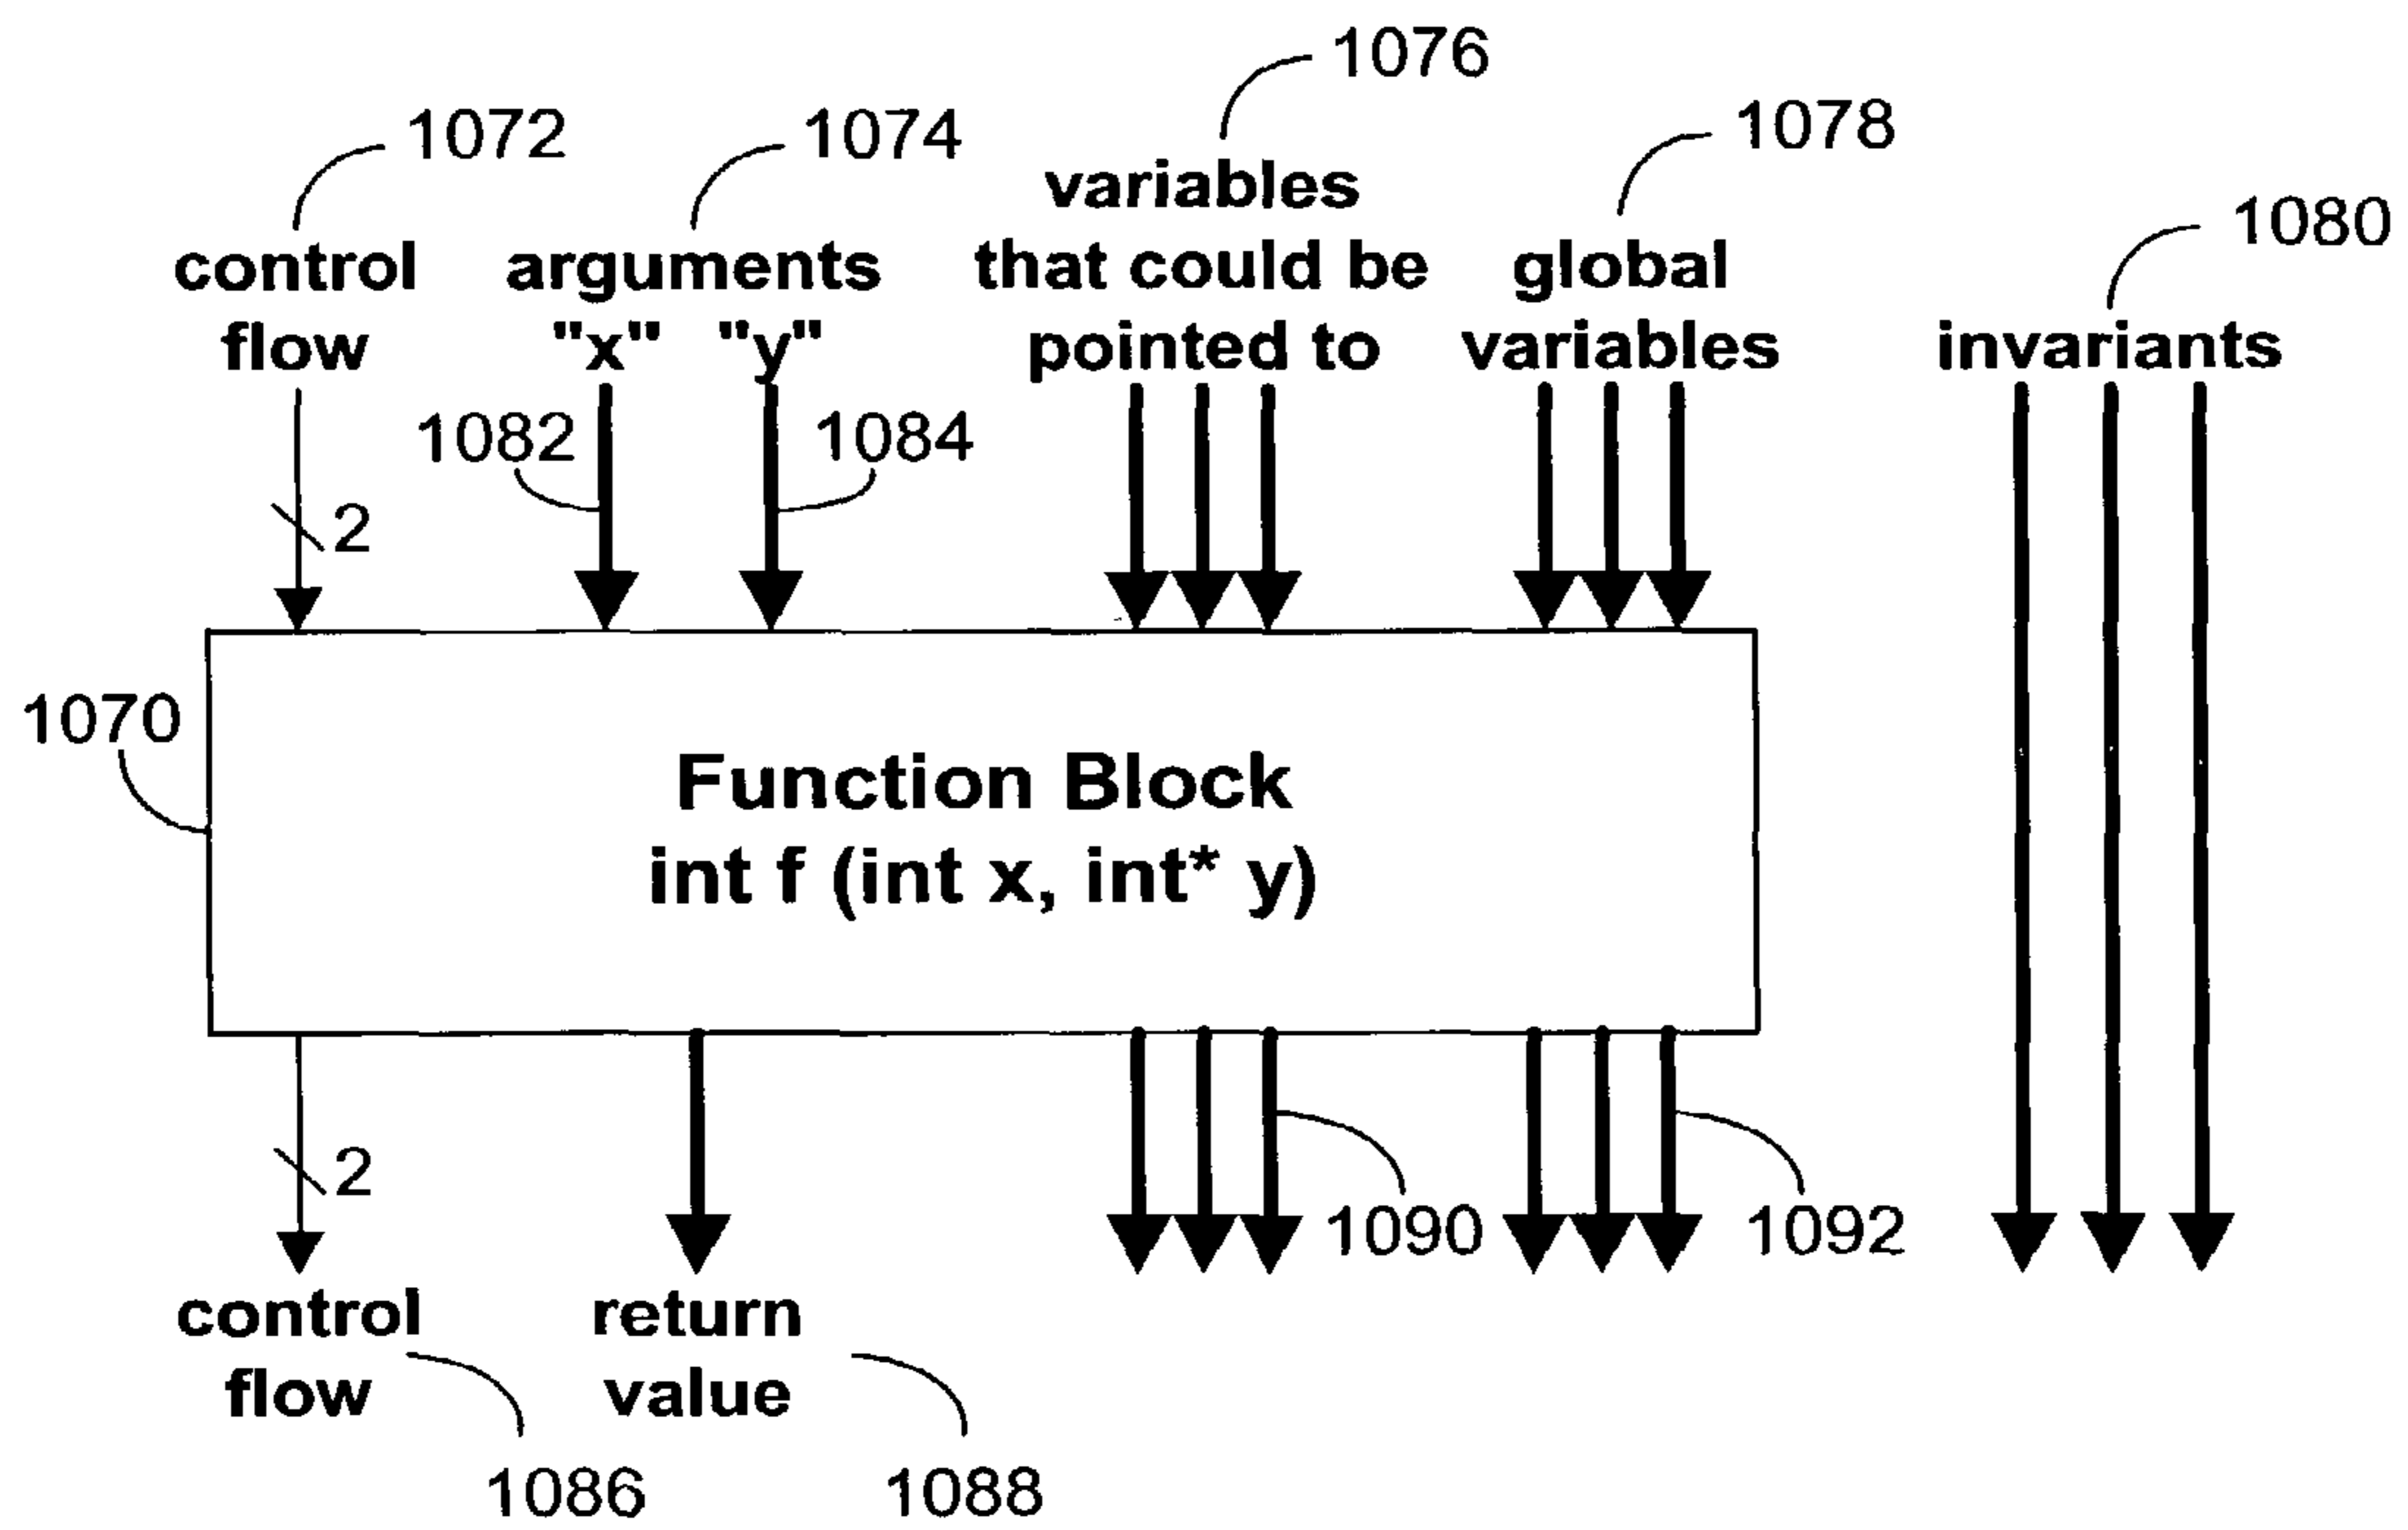 1076
1072
1074
1078
variables
1080
control
arguments
that could be
global
flow
"x" "y"
pointed to
variables
invariants
1082
1084
2
1070
Function Block
int f (int x, int* y)
2
1090
1092
control
return
flow
value
1086
1088